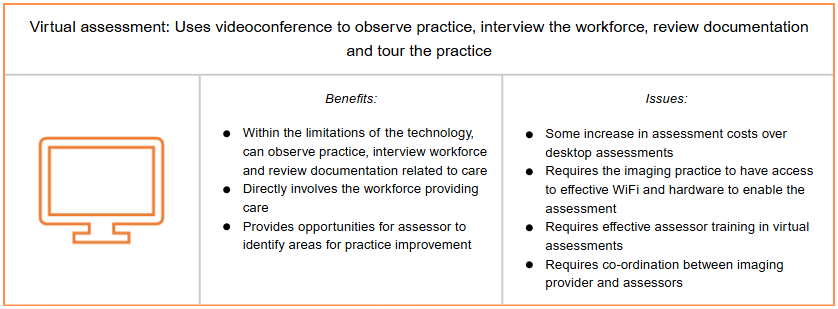 Virtual assessment: Uses videoconference to observe practice, interview the workforce, review documentation
and tour the practice
Benefits:
● Within the limitations of the technology,
can observe practice, interview workforce
and review documentation related to care
● Directly involves the workforce providing
care
● Provides opportunities for assessor to
identify areas for practice improvement
Issues:
● Some increase in assessment costs over
desktop assessments
● Requires the imaging practice to have access
to effective WiFi and hardware to enable the
assessment
● Requires effective assessor training in virtual
assessments
● Requires co-ordination between imaging
provider and assessors